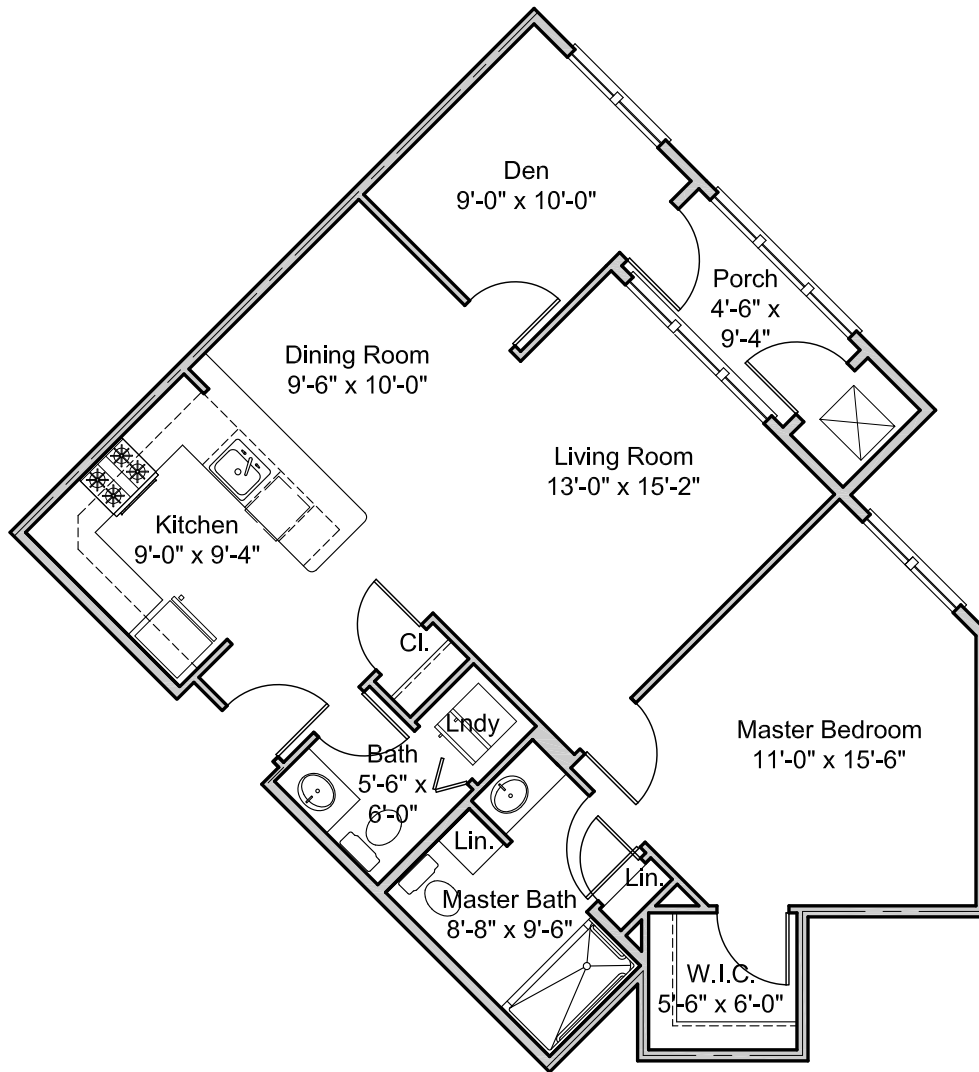 Den
9'-0" x 10'-0"
Porch
4'-6" x
9'-4"
Dining Room
9'-6" x 10'-0"
Living Room
13'-0" x 15'-2"
Kitchen
9'-0" x 9'-4"
Cl.
Lndy
Master Bedroom
11'-0" x 15'-6"
Bath
5'-6" x
6'-0"
Lin.
Lin.
Master Bath
8'-8" x 9'-6"
W.I.C.
5'-6" x 6'-0"